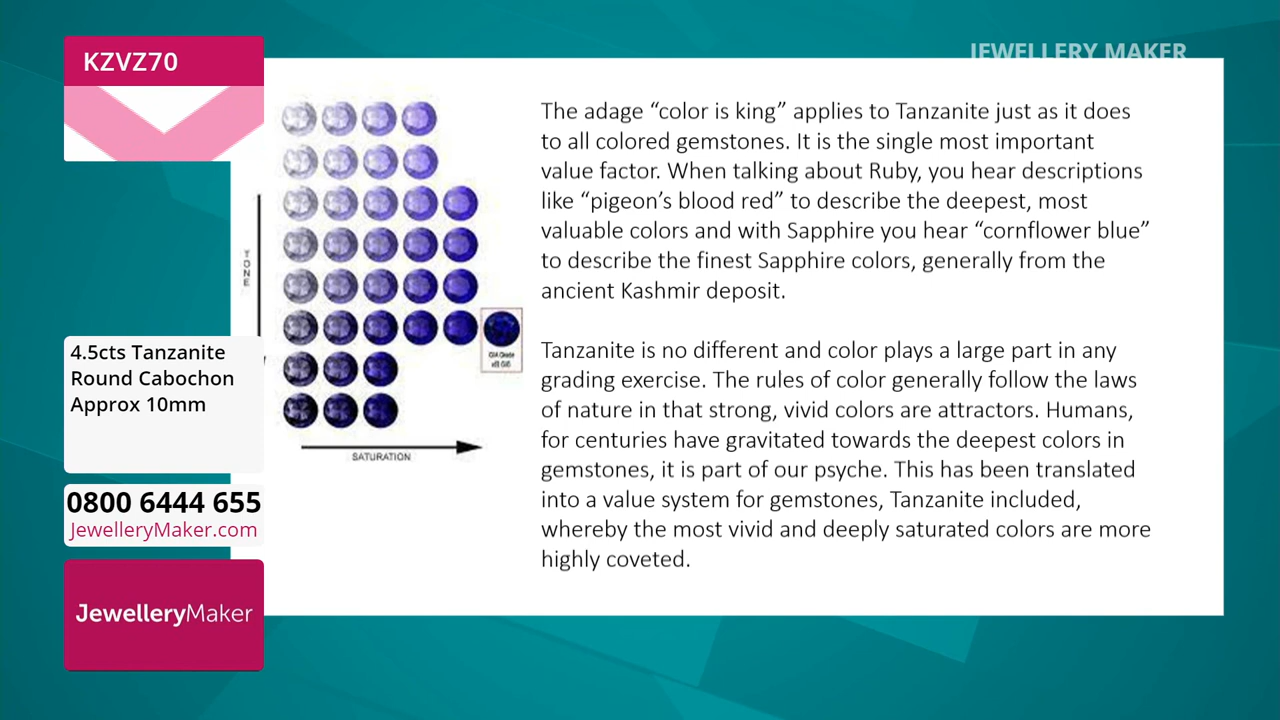 KZVZ70
JEWELLERY MAKER
The adage “color is king” applies to Tanzanite just as it does
to all colored gemstones. It is the single most important
value factor. When talking about Ruby, you hear descriptions
like “pigeon’s blood red” to describe the deepest, most
valuable colors and with Sapphire you hear “cornflower blue”
to describe the finest Sapphire colors, generally from the
ancient Kashmir deposit.
Tanzanite is no different and color plays a large part in any
grading exercise. The rules of color generally follow the laws
of nature in that strong, vivid colors are attractors. Humans,
for centuries have gravitated towards the deepest colors in
gemstones, it is part of our psyche. This has been translated
into a value system for gemstones, Tanzanite included,
whereby the most vivid and deeply saturated colors are more
highly coveted.
TONE
SATURATION
4.5cts Tanzanite
Round Cabochon
Approx 10mm
0800 6444 655
JewelleryMaker.com
JewelleryMaker